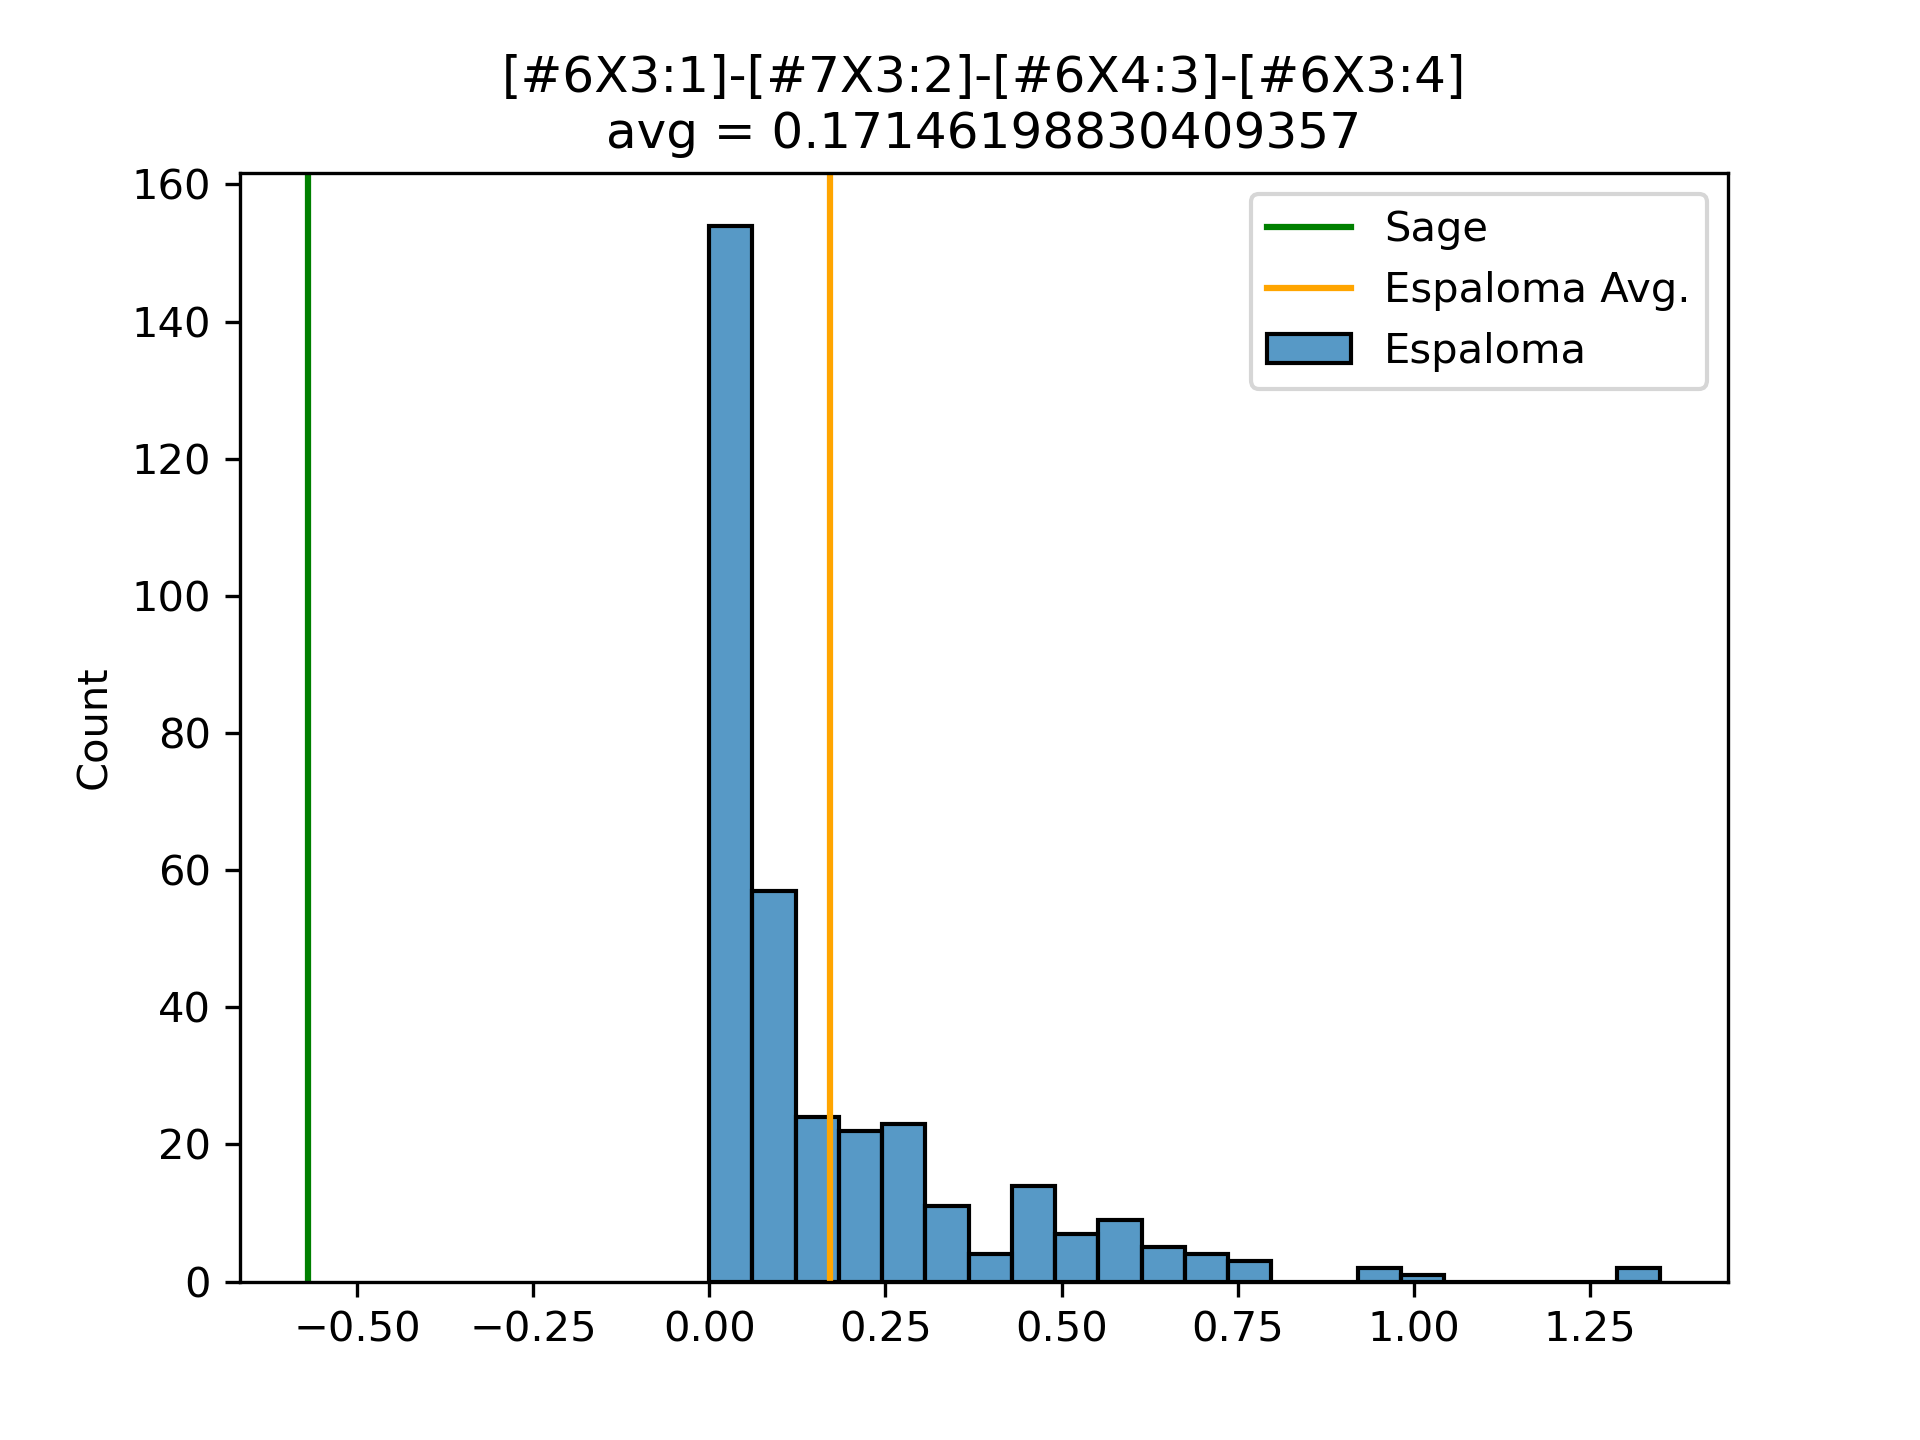 [#6X3:1]-[#7X3:2]-[#6X4:3]-[#6X3:4]
avg = 0.17146198830409357
Sage
Espaloma Avg.
Espaloma
Count
160
140
120
100
80
60
40
20
0
−0.50 −0.25 0.00 0.25 0.50 0.75 1.00 1.25